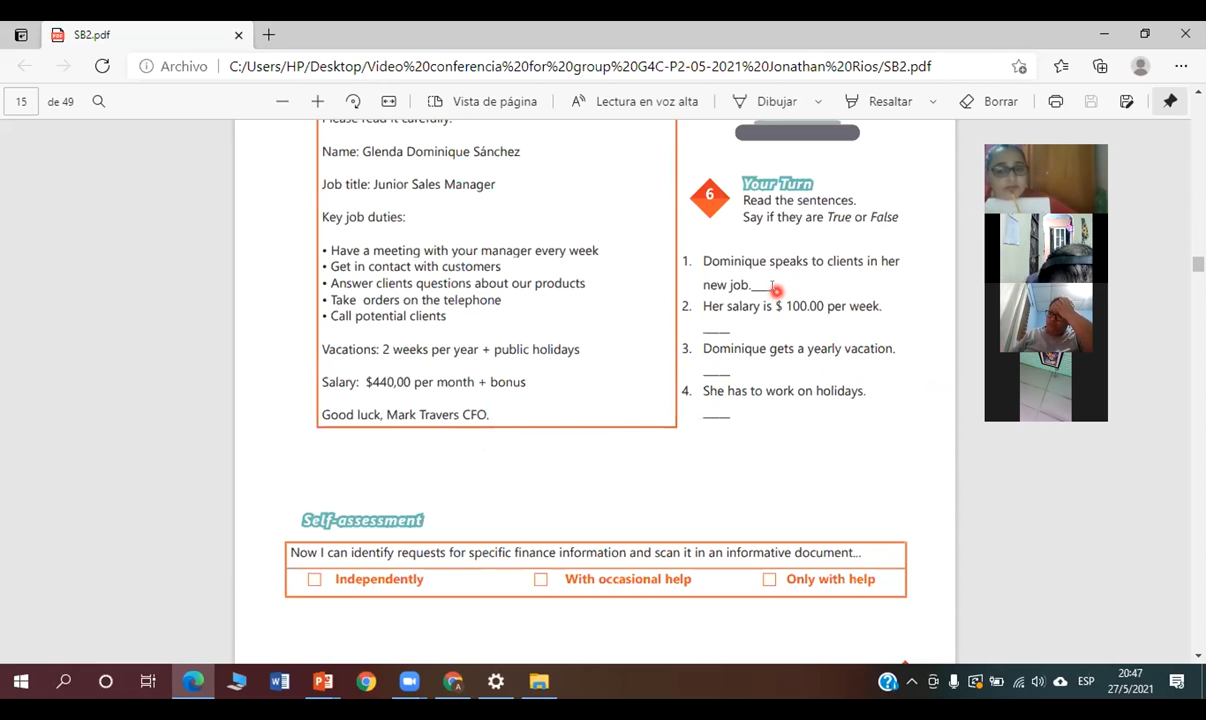 SB2.pdf
Archivo
C:/Users/HP/Desktop/Video%20conferencia%20for%20group%20G4C-P2-05-2021%20Jonathan%20Rios/SB2.pdf
15
de 49
Vista de página
Lectura en voz alta
Dibujar
Resaltar
Borrar
Please read it carefully.
Name: Glenda Dominique Sánchez
Job title: Junior Sales Manager
Key job duties:
• Have a meeting with your manager every week
• Get in contact with customers
• Answer clients questions about our products
• Take orders on the telephone
• Call potential clients
Vacations: 2 weeks per year + public holidays
Salary: $440,00 per month + bonus
Good luck, Mark Travers CFO.
6
Your Turn
Read the sentences.
Say if they are True or False
1. Dominique speaks to clients in her
new job.____
2. Her salary is $ 100.00 per week.
____
3. Dominique gets a yearly vacation.
____
4. She has to work on holidays.
____
Self-assessment
Now I can identify requests for specific finance information and scan it in an informative document...
Independently
With occasional help
Only with help
ESP
20:47
27/5/2021